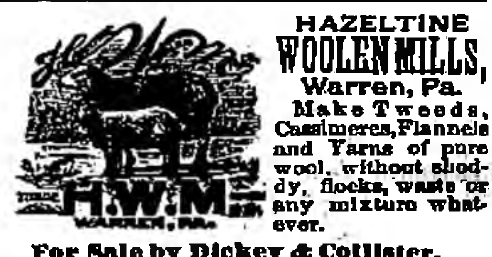 HAZELTINE
WOOLEN MILLS,
Warren, Pa.
Make Tweeds,
Cassimeres, Flannels
and Yarns of pure
wool, without shod-
dy, flocks, waste or
any mixture what-
ever.
TRADE
H.W.M
WARREN, PA.
For Sale by Dickey & Collister.